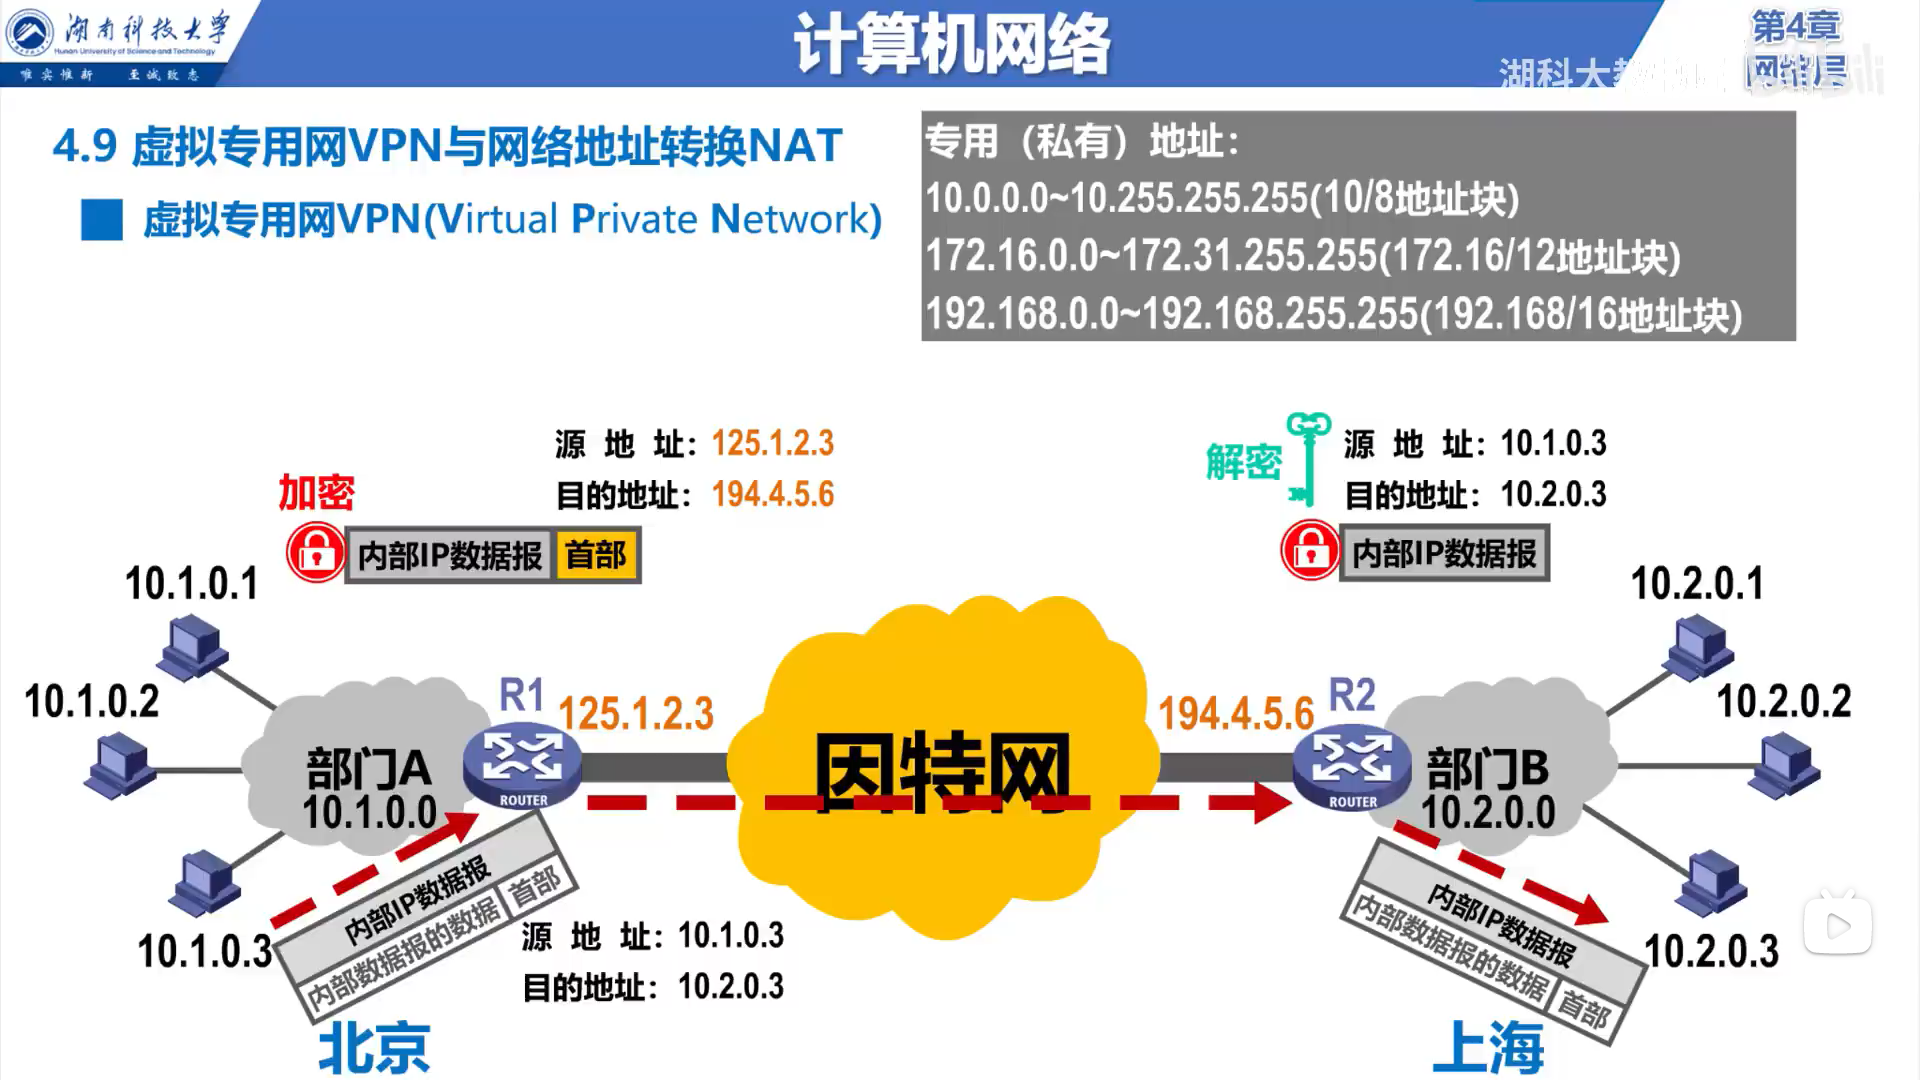 湖南科技大学
Hunan University of Science and Technology
唯实惟新 至诚致志
计算机网络
第4章
网络层
湖科大教书匠
bilibili
4.9 虚拟专用网VPN与网络地址转换NAT
虚拟专用网VPN(Virtual Private Network)
专用（私有）地址：
10.0.0.0~10.255.255.255(10/8地址块)
172.16.0.0~172.31.255.255(172.16/12地址块)
192.168.0.0~192.168.255.255(192.168/16地址块)
源 地 址：125.1.2.3
目的地址：194.4.5.6
加密
内部IP数据报 首部
解密
源 地 址：10.1.0.3
目的地址：10.2.0.3
内部IP数据报
10.1.0.1
10.1.0.2
10.1.0.3
部门A
10.1.0.0
R1
ROUTER
125.1.2.3
因特网
194.4.5.6
R2
ROUTER
部门B
10.2.0.0
10.2.0.1
10.2.0.2
10.2.0.3
内部IP数据报
内部数据报的数据 首部
源 地 址：10.1.0.3
目的地址：10.2.0.3
内部IP数据报
内部数据报的数据 首部
北京
上海